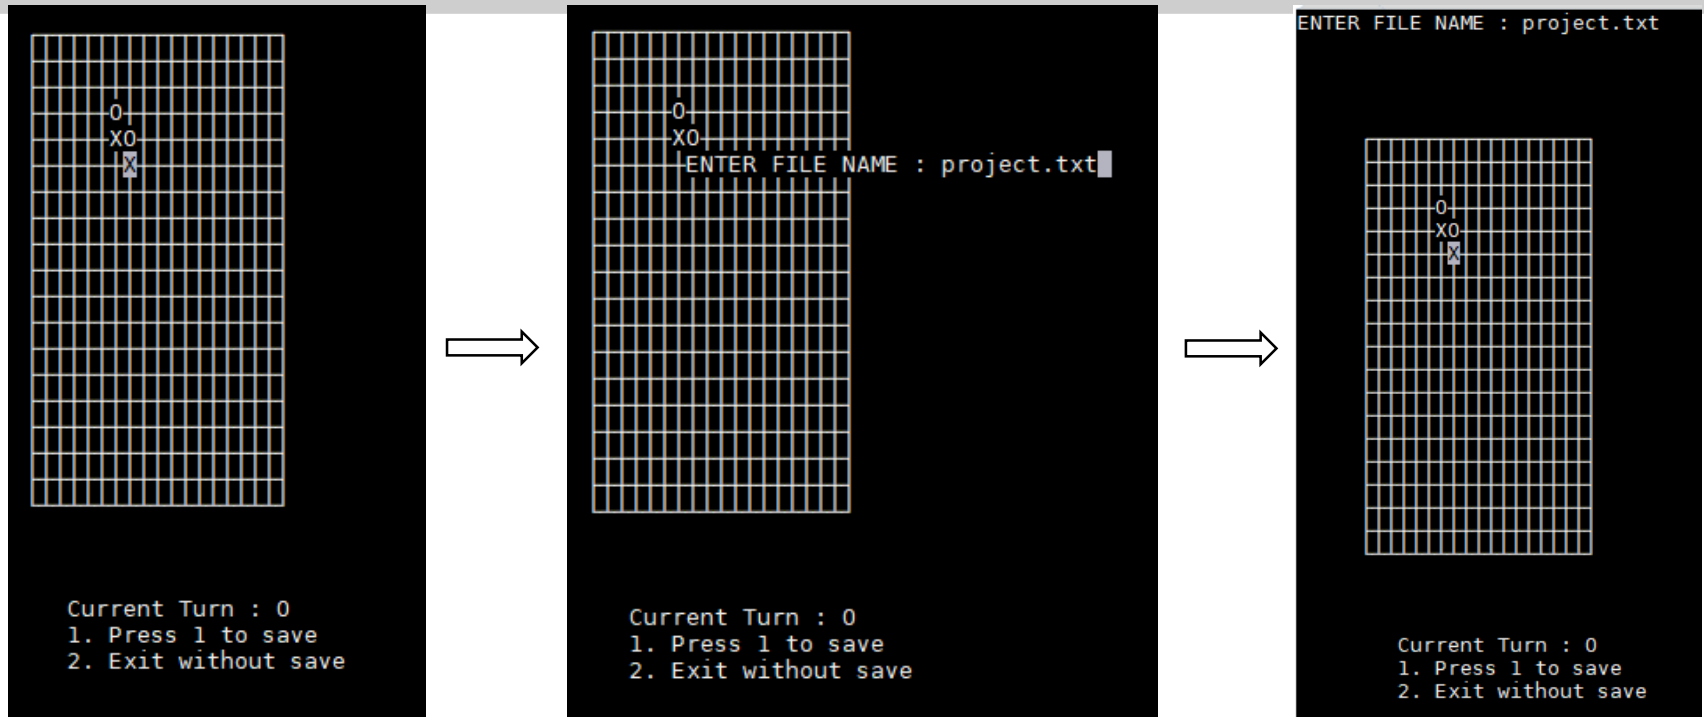 O
XO
X
Current Turn : O
1. Press 1 to save
2. Exit without save
O
XO
ENTER FILE NAME : project.txt
Current Turn : O
1. Press 1 to save
2. Exit without save
ENTER FILE NAME : project.txt
O
XO
X
Current Turn : O
1. Press 1 to save
2. Exit without save